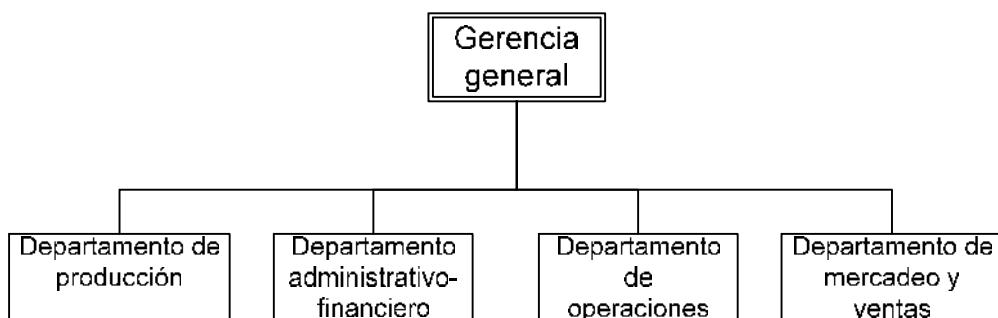 Gerencia
general
Departamento de
producción
Departamento
administrativo-
financiero
Departamento
de
operaciones
Departamento de
mercadeo y
ventas